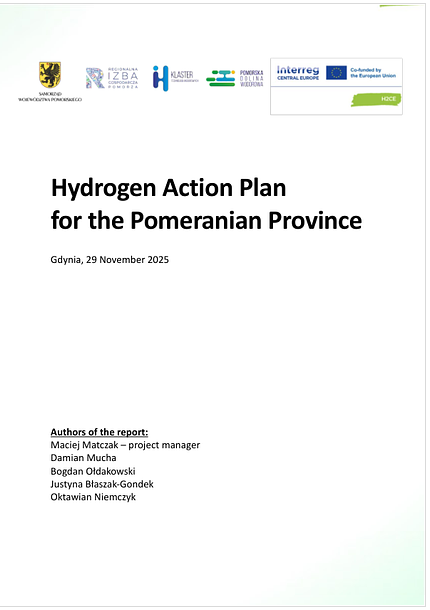 SAMORZĄD
WOJEWÓDZTWA POMORSKIEGO
REGIONALNA
IZBA
GOSPODARCZA
POMORZA
KLASTER
POMORSKA
DOLINA
WODOROWA
Interreg
CENTRAL EUROPE
Co-funded by
the European Union
H2CE
Hydrogen Action Plan
for the Pomeranian Province
Gdynia, 29 November 2025
Authors of the report:
Maciej Matczak – project manager
Damian Mucha
Bogdan Ołdakowski
Justyna Błaszak-Gondek
Oktawian Niemczyk